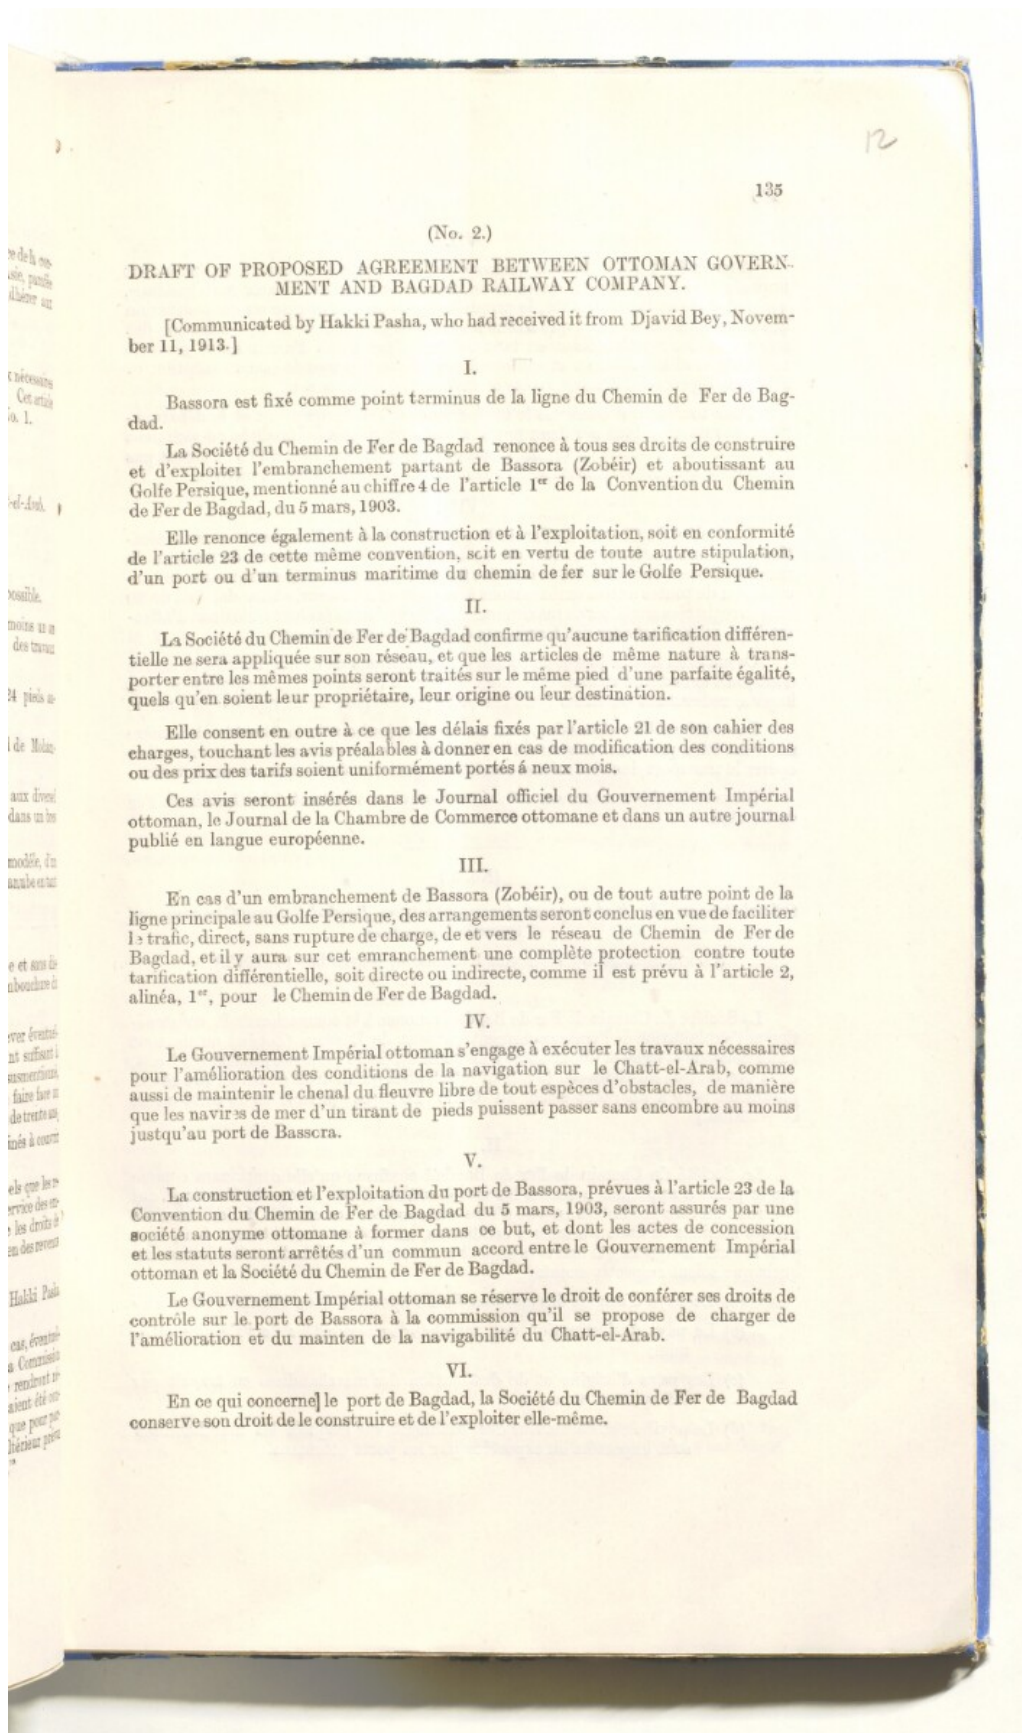 12
135
(No. 2.)
DRAFT OF PROPOSED AGREEMENT BETWEEN OTTOMAN GOVERN-
MENT AND BAGDAD RAILWAY COMPANY.
[Communicated by Hakki Pasha, who had received it from Djavid Bey, Novem-
ber 11, 1913.]
I.
Bassora est fixé comme point terminus de la ligne du Chemin de Fer de Bag-
dad.
La Société du Chemin de Fer de Bagdad renonce à tous ses droits de construire
et d'exploiter l'embranchement partant de Bassora (Zobéir) et aboutissant au
Golfe Persique, mentionné au chiffre 4 de l'article 1er de la Convention du Chemin
de Fer de Bagdad, du 5 mars, 1903.
Elle renonce également à la construction et à l'exploitation, soit en conformité
de l'article 23 de cette même convention, soit en vertu de toute autre stipulation,
d'un port ou d'un terminus maritime du chemin de fer sur le Golfe Persique.
II.
La Société du Chemin de Fer de Bagdad confirme qu'aucune tarification différen-
tielle ne sera appliquée sur son réseau, et que les articles de même nature à trans-
porter entre les mêmes points seront traités sur le même pied d'une parfaite égalité,
quels qu'en soient leur propriétaire, leur origine ou leur destination.
Elle consent en outre à ce que les délais fixés par l'article 21 de son cahier des
charges, touchant les avis préalables à donner en cas de modification des conditions
ou des prix des tarifs soient uniformément portés á neux mois.
Ces avis seront insérés dans le Journal officiel du Gouvernement Impérial
ottoman, le Journal de la Chambre de Commerce ottomane et dans un autre journal
publié en langue européenne.
III.
En cas d'un embranchement de Bassora (Zobéir), ou de tout autre point de la
ligne principale au Golfe Persique, des arrangements seront conclus en vue de faciliter
le trafic, direct, sans rupture de charge, de et vers le réseau de Chemin de Fer de
Bagdad, et il y aura sur cet emranchement une complète protection contre toute
tarification différentielle, soit directe ou indirecte, comme il est prévu à l'article 2,
alinéa, 1er, pour le Chemin de Fer de Bagdad.
IV.
Le Gouvernement Impérial ottoman s'engage à exécuter les travaux nécessaires
pour l'amélioration des conditions de la navigation sur le Chatt-el-Arab, comme
aussi de maintenir le chenal du fleuvre libre de tout espèces d'obstacles, de manière
que les navires de mer d'un tirant de pieds puissent passer sans encombre au moins
justqu'au port de Bassora.
V.
La construction et l'exploitation du port de Bassora, prévues à l'article 23 de la
Convention du Chemin de Fer de Bagdad du 5 mars, 1903, seront assurés par une
société anonyme ottomane à former dans ce but, et dont les actes de concession
et les statuts seront arrêtés d'un commun accord entre le Gouvernement Impérial
ottoman et la Société du Chemin de Fer de Bagdad.
Le Gouvernement Impérial ottoman se réserve le droit de conférer ses droits de
contrôle sur le port de Bassora à la commission qu'il se propose de charger de
l'amélioration et du mainten de la navigabilité du Chatt-el-Arab.
VI.
En ce qui concerne] le port de Bagdad, la Société du Chemin de Fer de Bagdad
conserve son droit de le construire et de l'exploiter elle-même.